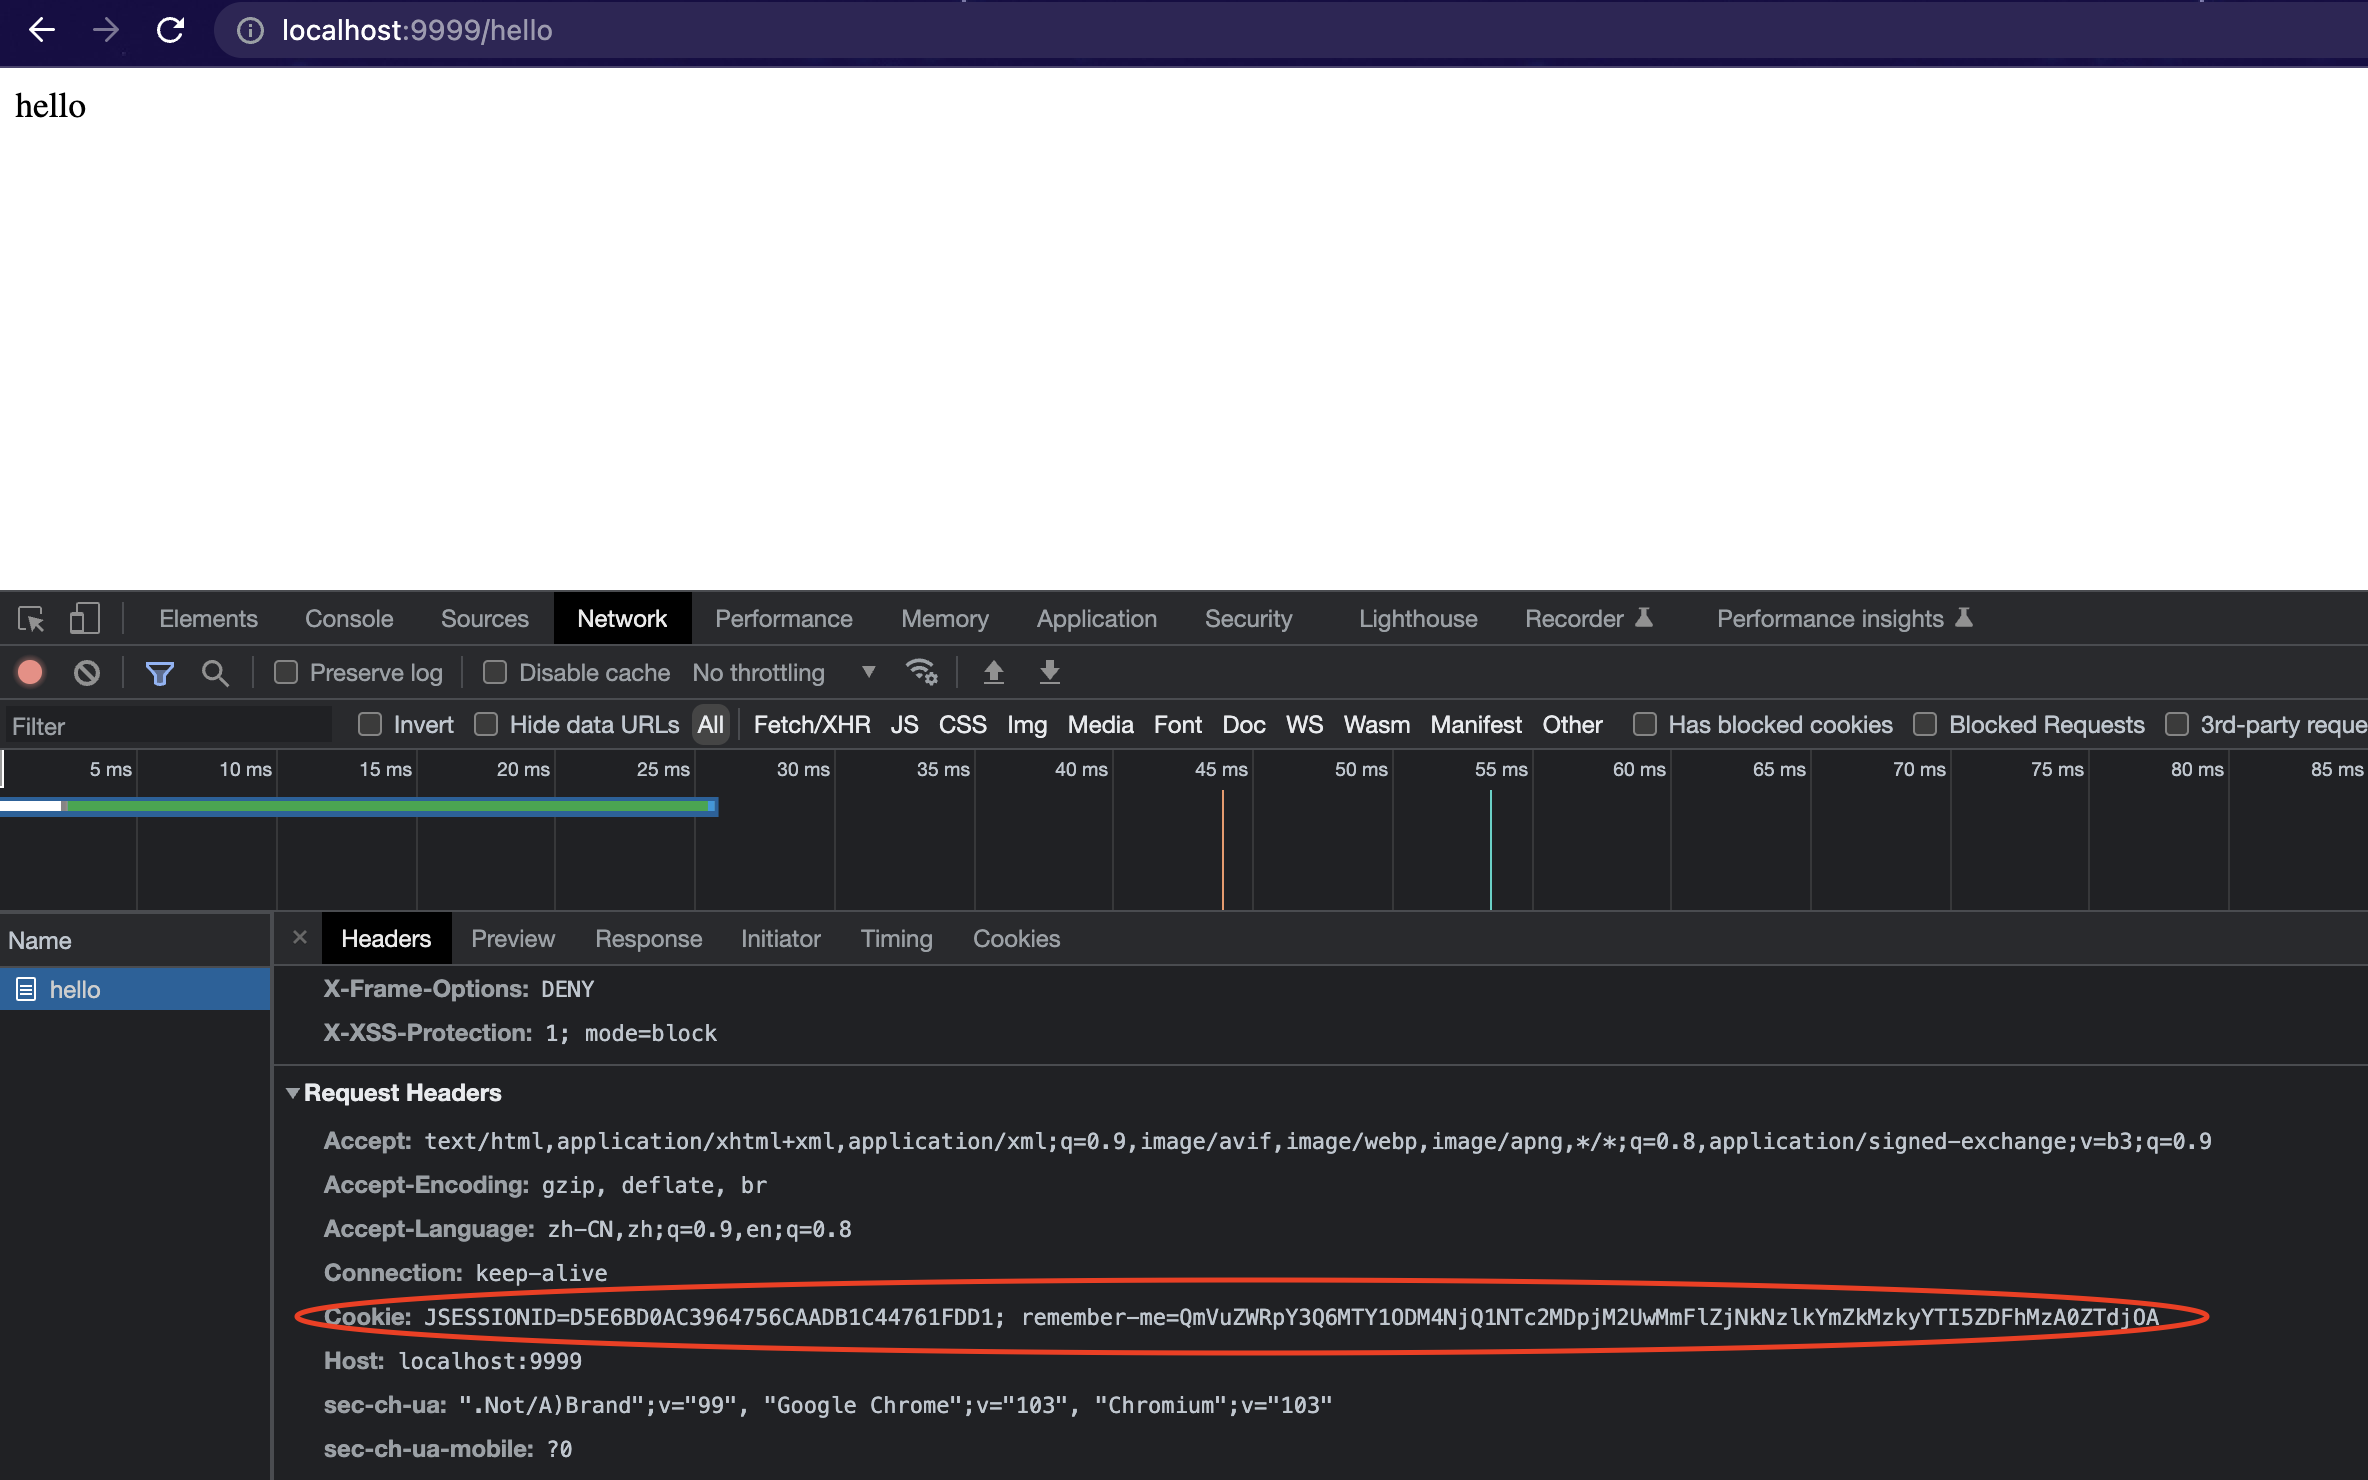 localhost:9999/hello
hello
Elements Console Sources Network Performance Memory Application Security Lighthouse Recorder Performance insights
Preserve log Disable cache No throttling
Filter Invert Hide data URLs All Fetch/XHR JS CSS Img Media Font Doc WS Wasm Manifest Other Has blocked cookies Blocked Requests 3rd-party reque
5 ms 10 ms 15 ms 20 ms 25 ms 30 ms 35 ms 40 ms 45 ms 50 ms 55 ms 60 ms 65 ms 70 ms 75 ms 80 ms 85 ms
Name × Headers Preview Response Initiator Timing Cookies
hello
X-Frame-Options: DENY
X-XSS-Protection: 1; mode=block
Request Headers
Accept: text/html,application/xhtml+xml,application/xml;q=0.9,image/avif,image/webp,image/apng,*/*;q=0.8,application/signed-exchange;v=b3;q=0.9
Accept-Encoding: gzip, deflate, br
Accept-Language: zh-CN,zh;q=0.9,en;q=0.8
Connection: keep-alive
Cookie: JSESSIONID=D5E6BD0AC3964756CAADB1C44761FDD1; remember-me=QmVuZWRpY3Q6MTY1ODM4NjQ1NTc2MDpjM2UwMmFlZjNkNzlkYmZkMzkyYTI5ZDFhMzA0ZTdjOA
Host: localhost:9999
sec-ch-ua: ".Not/A)Brand";v="99", "Google Chrome";v="103", "Chromium";v="103"
sec-ch-ua-mobile: ?0